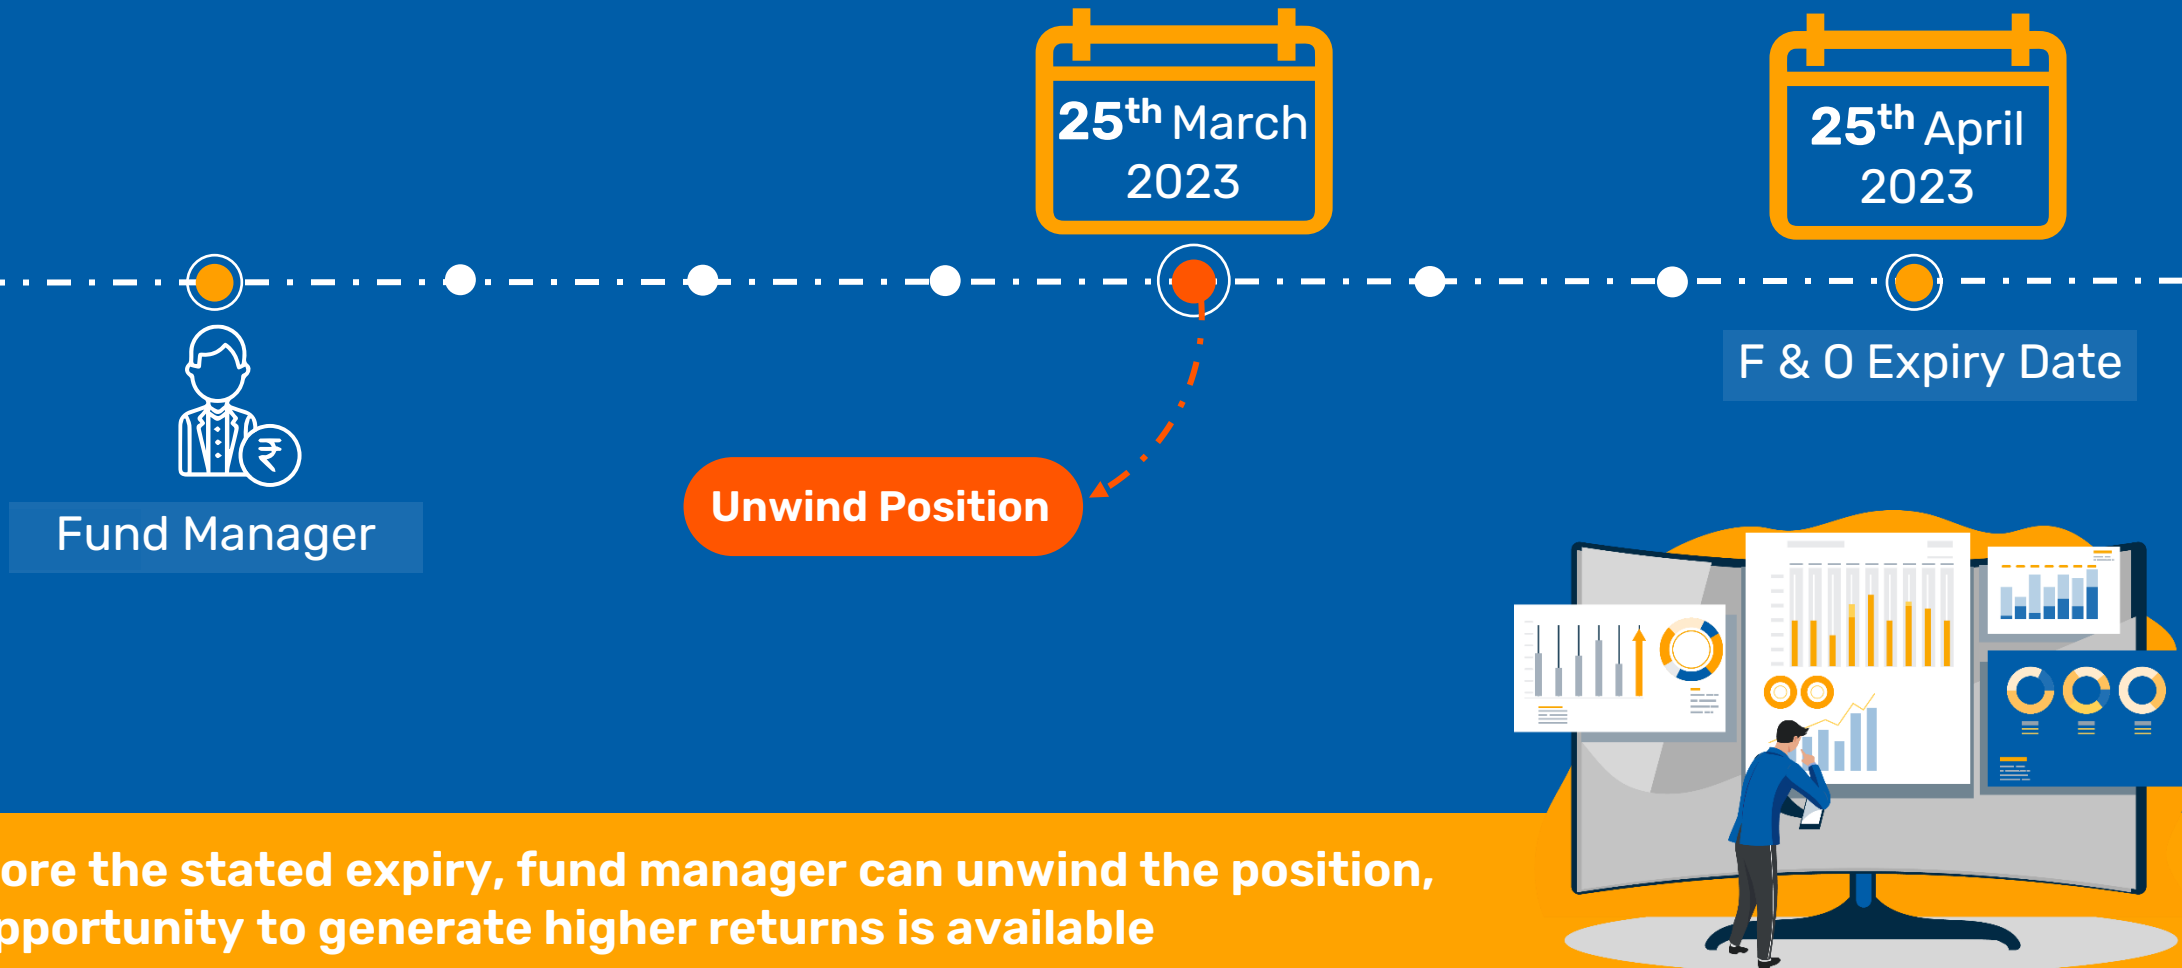 25th March
2023
25th April
2023
F & O Expiry Date
₹
Fund Manager
Unwind Position
ore the stated expiry, fund manager can unwind the position,
pportunity to generate higher returns is available